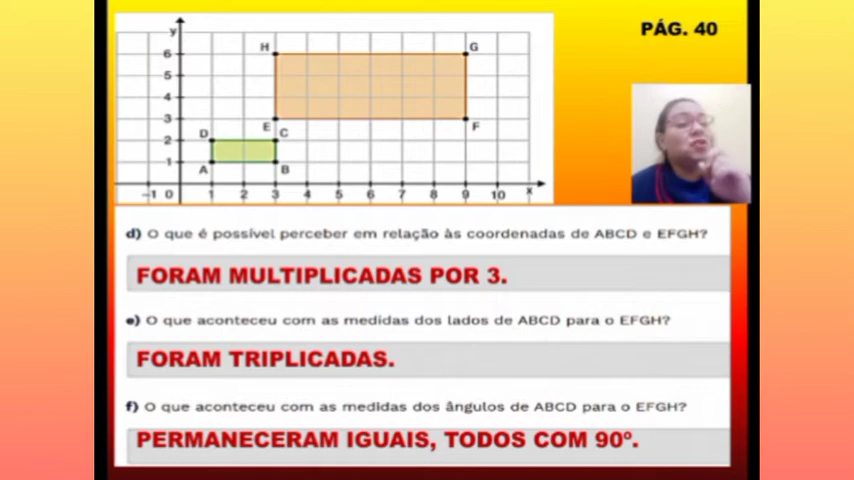 PÁG. 40
y
H G
6
5
4
3
E F
D C
2
1
A B
-1 0 1 2 3 4 5 6 7 8 9 10 x
d) O que é possível perceber em relação às coordenadas de ABCD e EFGH?
FORAM MULTIPLICADAS POR 3.
e) O que aconteceu com as medidas dos lados de ABCD para o EFGH?
FORAM TRIPLICADAS.
f) O que aconteceu com as medidas dos ângulos de ABCD para o EFGH?
PERMANECERAM IGUAIS, TODOS COM 90º.